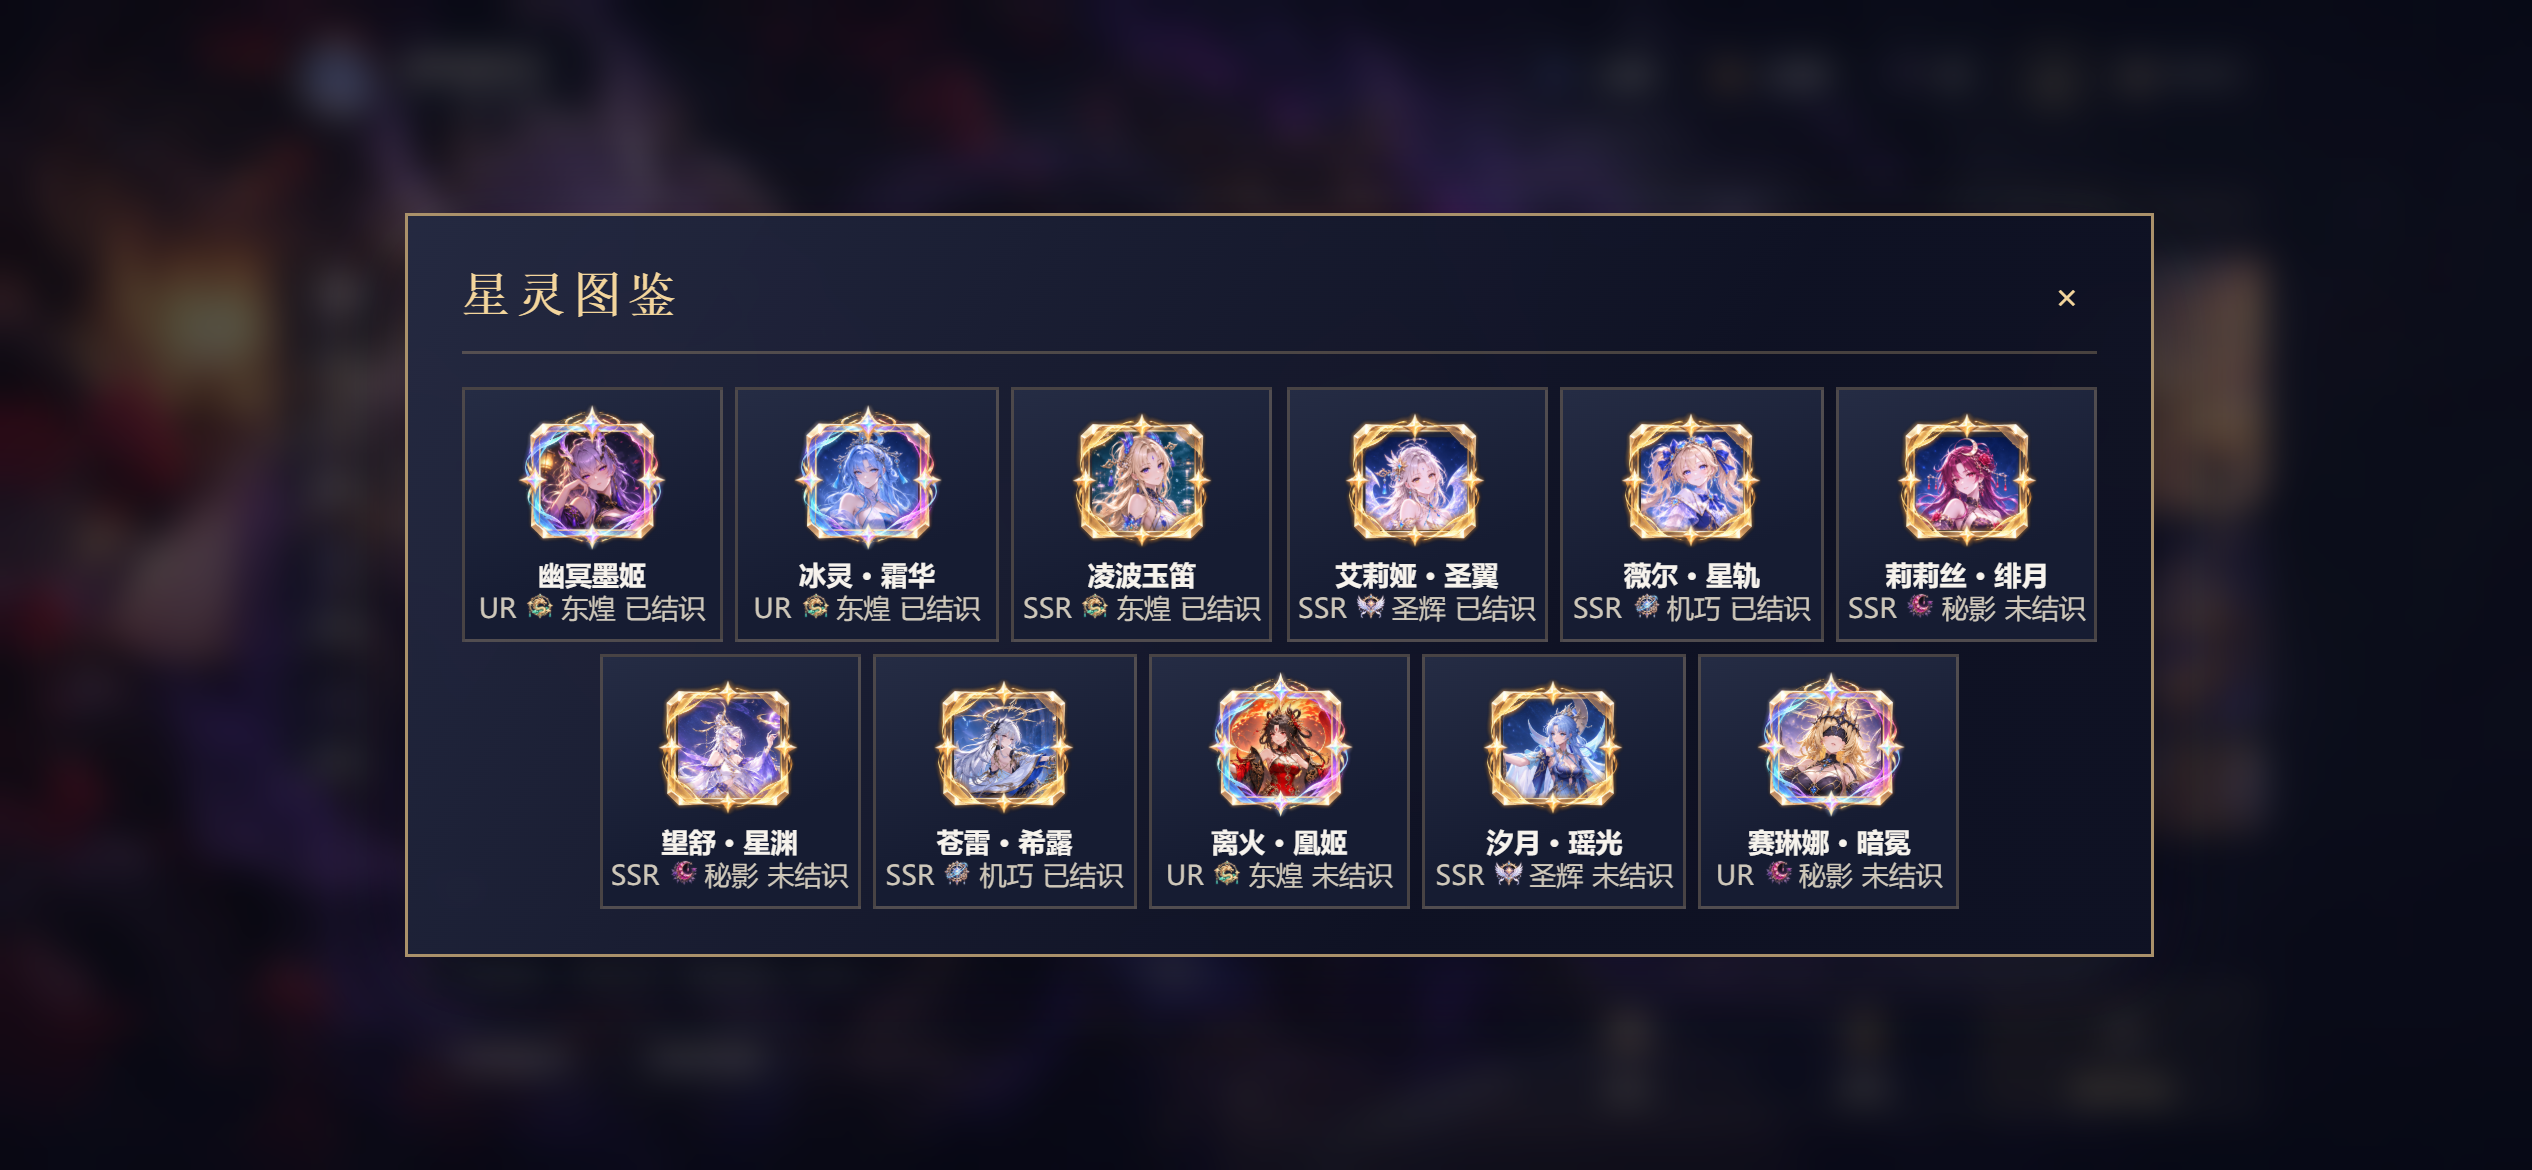 星灵图鉴
×
幽冥墨姬
UR 东煌 已结识
冰灵·霜华
UR 东煌 已结识
凌波玉笛
SSR 东煌 已结识
艾莉娅·圣翼
SSR 圣辉 已结识
薇尔·星轨
SSR 机巧 已结识
莉莉丝·绯月
SSR 秘影 未结识
望舒·星渊
SSR 秘影 未结识
苍雷·希露
SSR 机巧 已结识
离火·凰姬
UR 东煌 未结识
汐月·瑶光
SSR 圣辉 未结识
赛琳娜·暗冕
UR 秘影 未结识